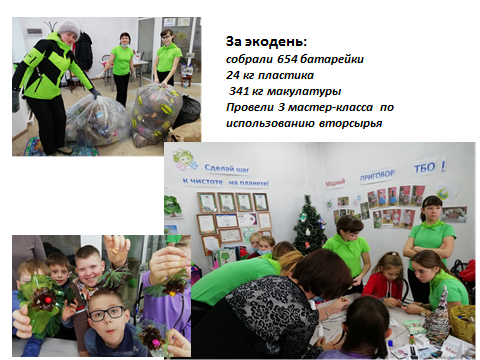 За экодень:
собрали 654 батарейки
24 кг пластика
341 кг макулатуры
Провели 3 мастер-класса по
использованию вторсырья
Сделай шаг
к чистоте на планете!
Модный
ПРИГОВОР ТБО !